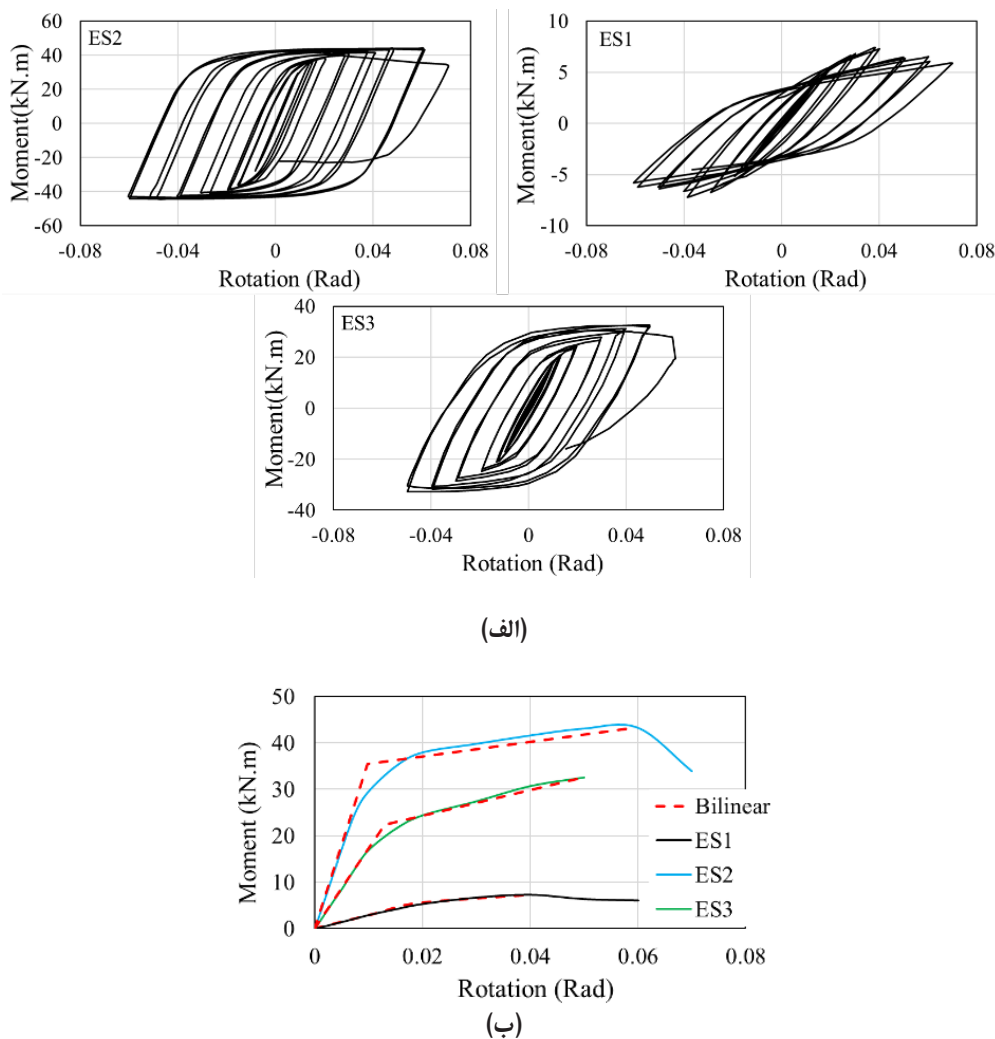 ES2
Moment(kN.m)
60
40
20
0
-20
-40
-60
-0.08 -0.04 0 0.04 0.08
Rotation (Rad)
ES1
Moment(kN.m)
10
5
0
-5
-10
-0.08 -0.04 0 0.04 0.08
Rotation (Rad)
ES3
Moment(kN.m)
40
20
0
-20
-40
-0.08 -0.04 0 0.04 0.08
Rotation (Rad)
(الف)
Moment (kN.m)
50
40
30
20
10
0
0 0.02 0.04 0.06 0.08
Rotation (Rad)
Bilinear
ES1
ES2
ES3
(ب)